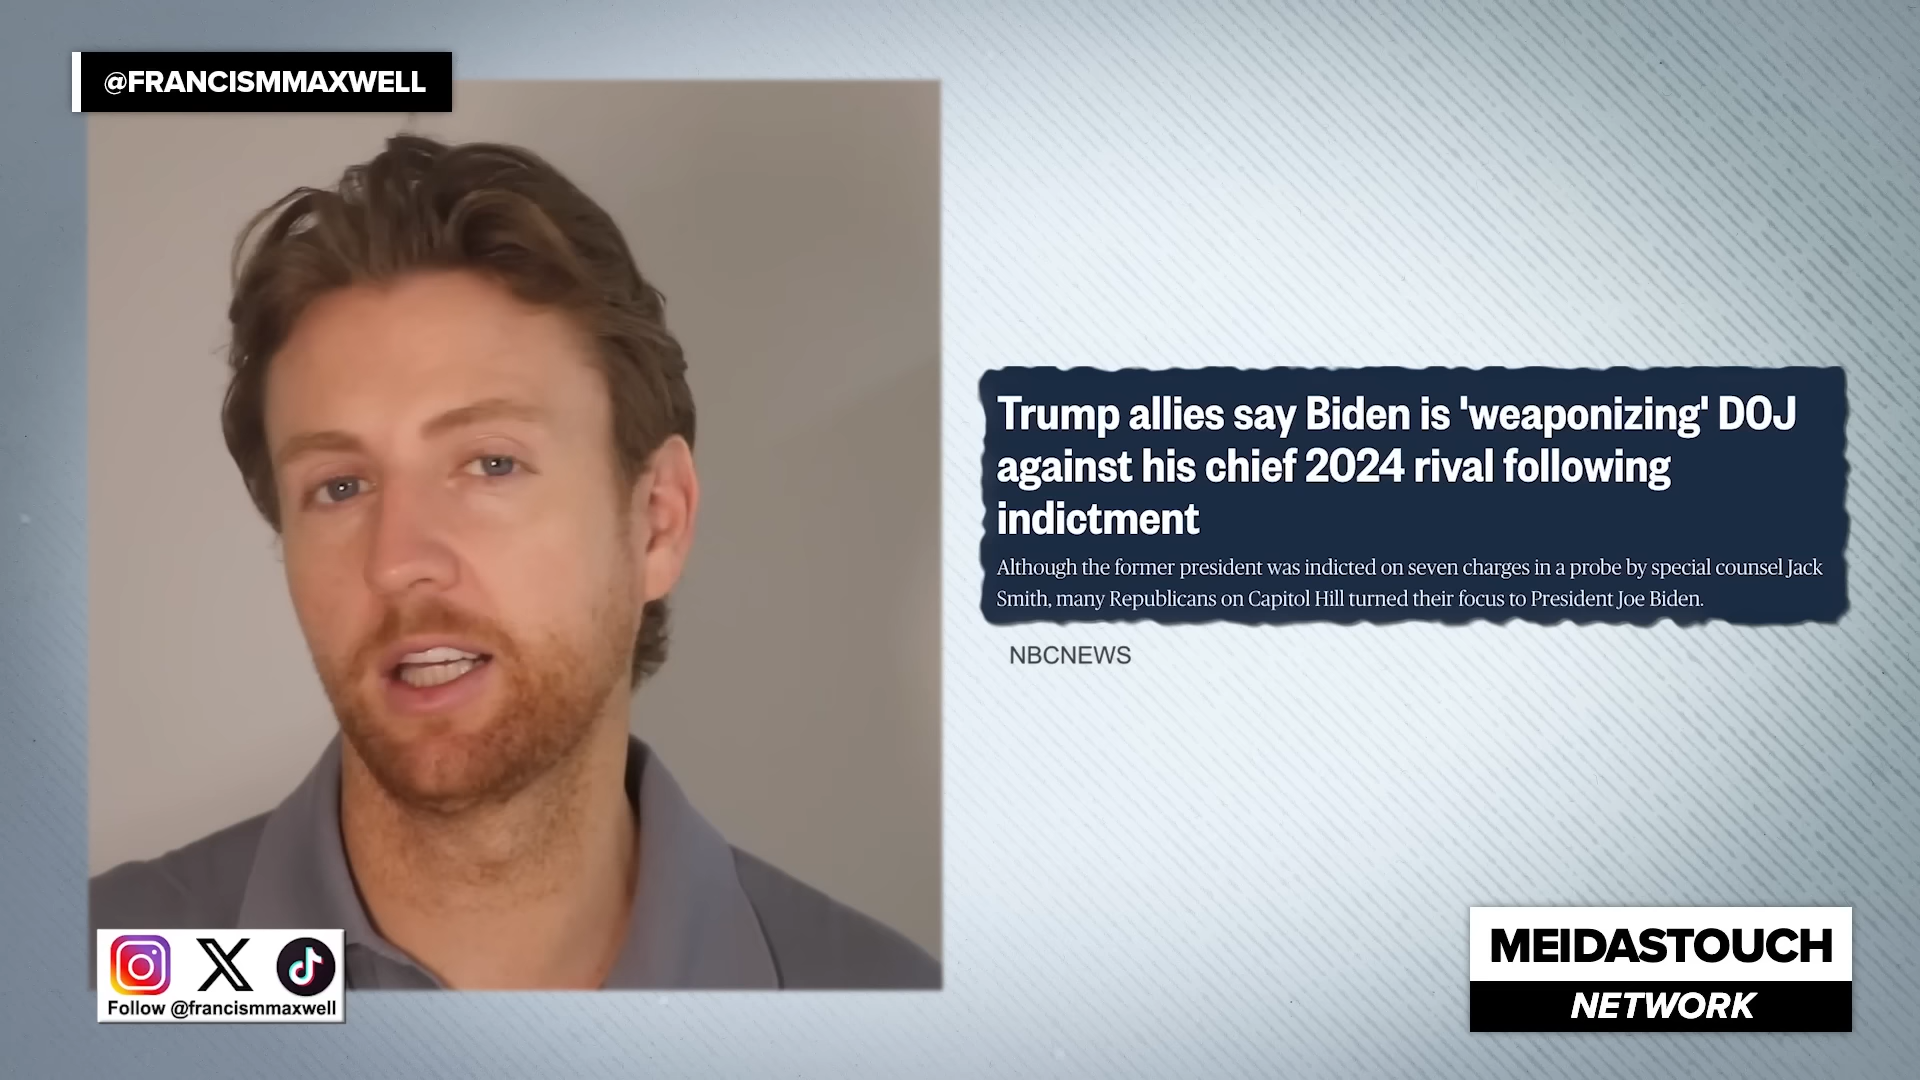 @FRANCISMMAXWELL
Trump allies say Biden is 'weaponizing' DOJ
against his chief 2024 rival following
indictment
Although the former president was indicted on seven charges in a probe by special counsel Jack
Smith, many Republicans on Capitol Hill turned their focus to President Joe Biden.
NBCNEWS
Follow @francismmaxwell
MEIDASTOUCH
NETWORK